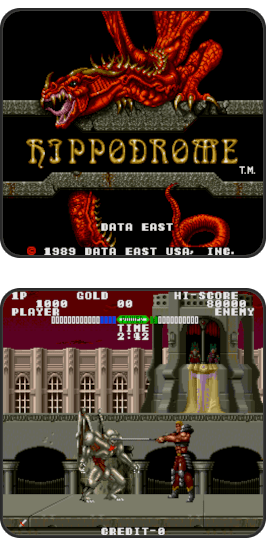 HIPPODROME
T.M.
DATA EAST
© 1989 DATA EAST USA, INC.
1P GOLD HI-SCORE
1000 00 80000
PLAYER ENEMY
POWER
TIME
2:42
CREDIT-0